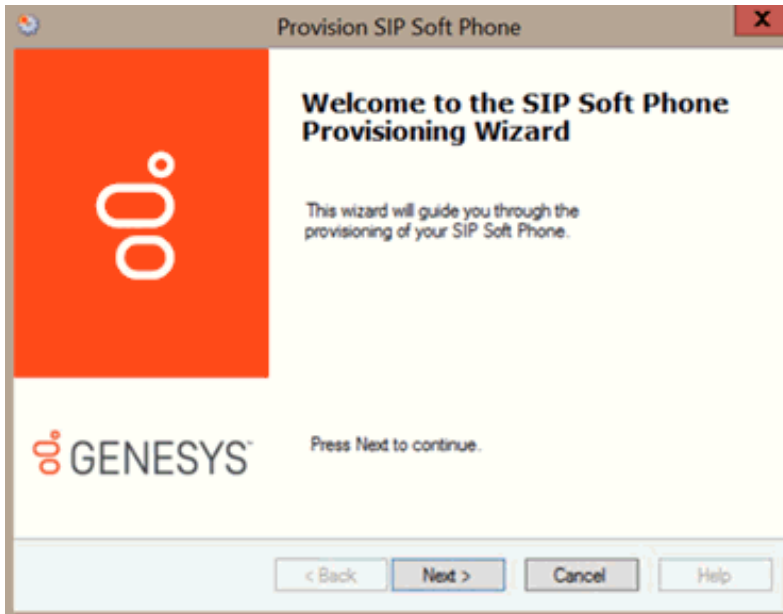 Provision SIP Soft Phone
X
Welcome to the SIP Soft Phone
Provisioning Wizard
This wizard will guide you through the
provisioning of your SIP Soft Phone.
GENESYS™
Press Next to continue.
< Back
Next >
Cancel
Help